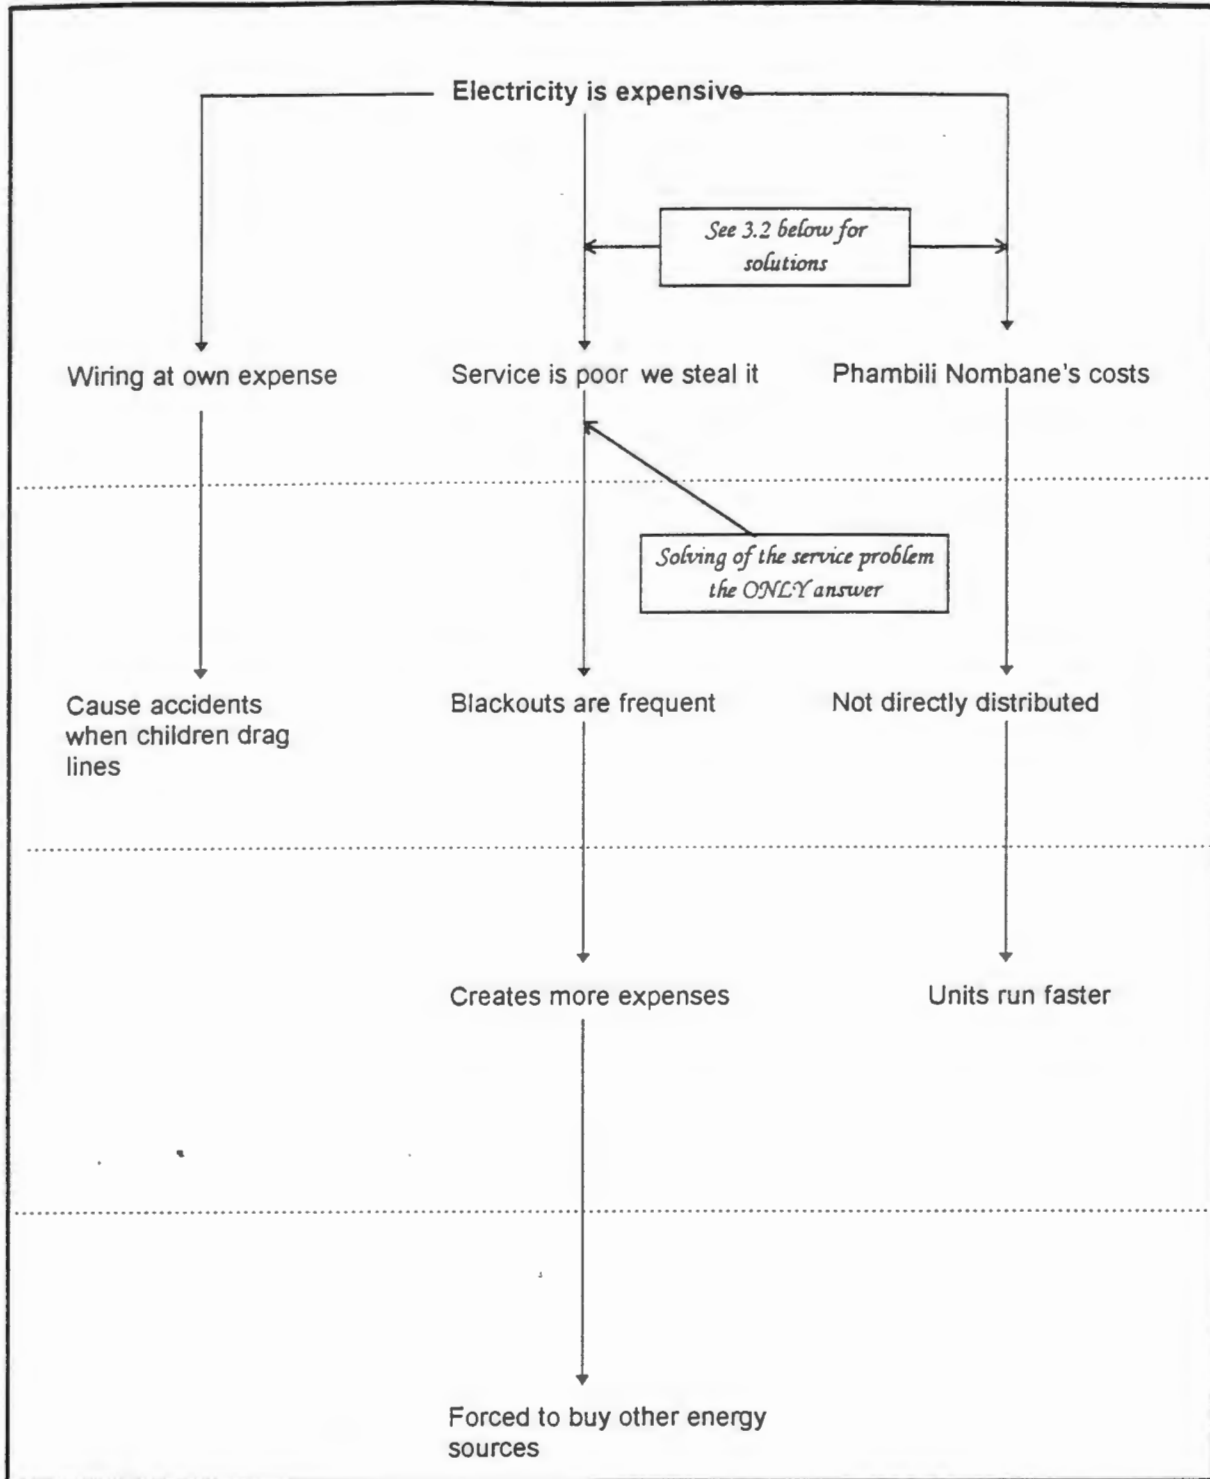 Electricity is expensive
See 3.2 below for
solutions
Wiring at own expense
Service is poor we steal it
Phambili Nombane's costs
Solving of the service problem
the ONLY answer
Cause accidents
when children drag
lines
Blackouts are frequent
Not directly distributed
Creates more expenses
Units run faster
Forced to buy other energy
sources